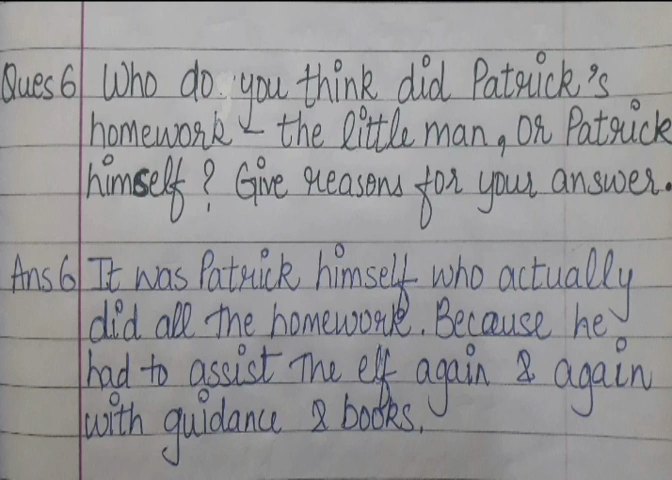 Ques 6 Who do you think did Patrick's
homework - the little man, or Patrick
himself? Give reasons for your answer.
Ans 6 It was Patrick himself who actually
did all the homework. Because he
had to assist the elf again & again
with guidance & books.